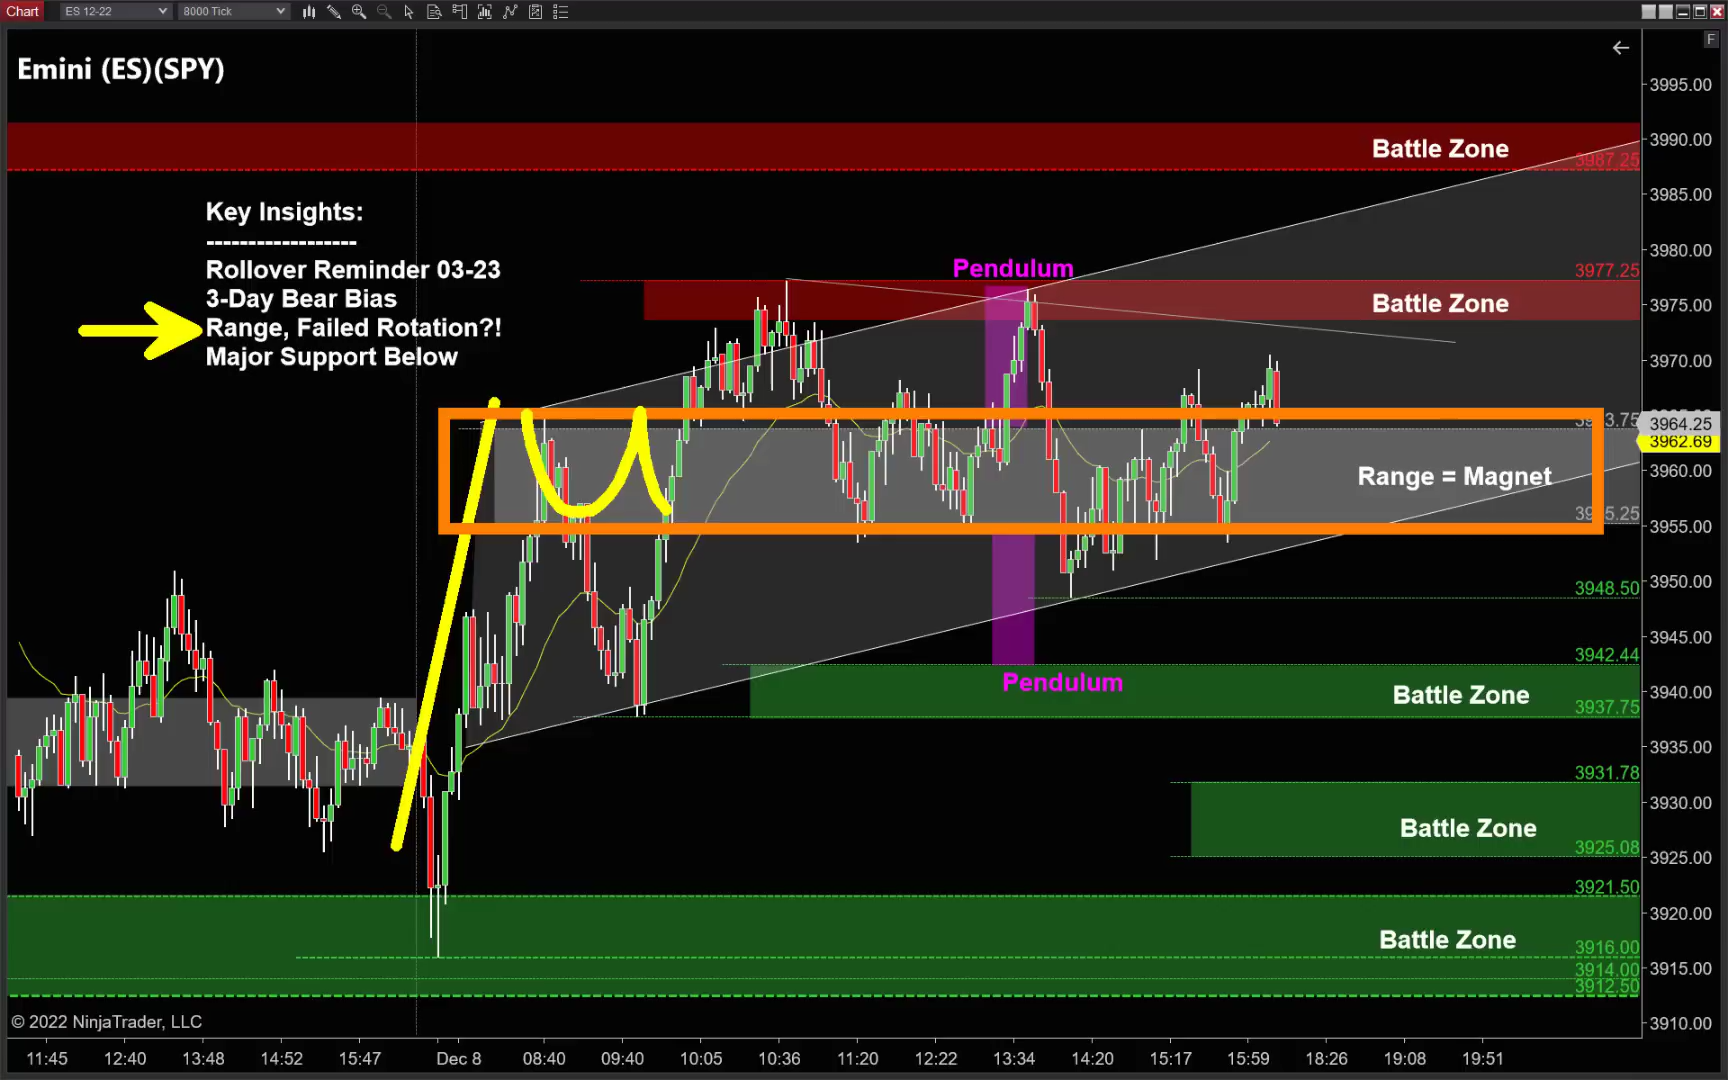 Chart
ES 12-22
8000 Tick
F
Emini (ES)(SPY)
3995.00
3990.00
Battle Zone
3987.25
3985.00
Key Insights:
------------------
Rollover Reminder 03-23
3-Day Bear Bias
Range, Failed Rotation?!
Major Support Below
3980.00
Pendulum
3977.25
3975.00
Battle Zone
3970.00
3964.25
3962.69
3960.00
Range = Magnet
3955.00
3950.00
3948.50
3945.00
3942.44
Pendulum
Battle Zone
3940.00
3937.75
3935.00
3931.78
3930.00
Battle Zone
3925.08
3925.00
3921.50
3920.00
Battle Zone
3916.00
3914.00
3915.00
3912.50
© 2022 NinjaTrader, LLC
3910.00
11:45 12:40 13:48 14:52 15:47 Dec 8 08:40 09:40 10:05 10:36 11:20 12:22 13:34 14:20 15:17 15:59 18:26 19:08 19:51